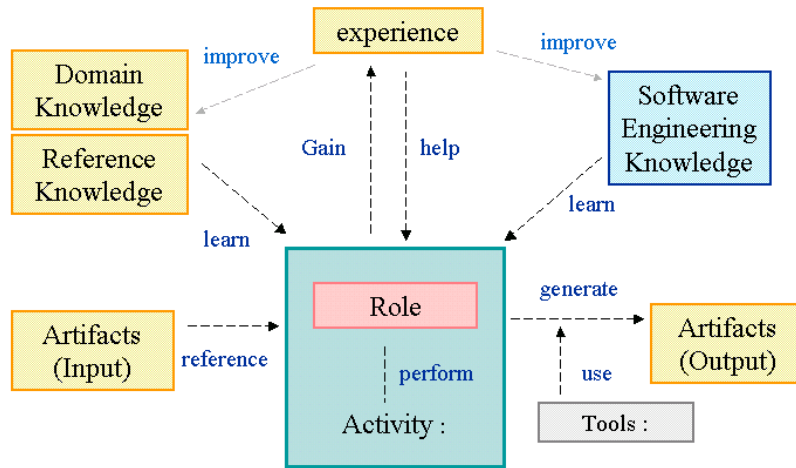 experience
improve
improve
Domain
Knowledge
Software
Engineering
Knowledge
Reference
Knowledge
Gain
help
learn
learn
Role
generate
Artifacts
(Input)
reference
Artifacts
(Output)
perform
use
Activity :
Tools :